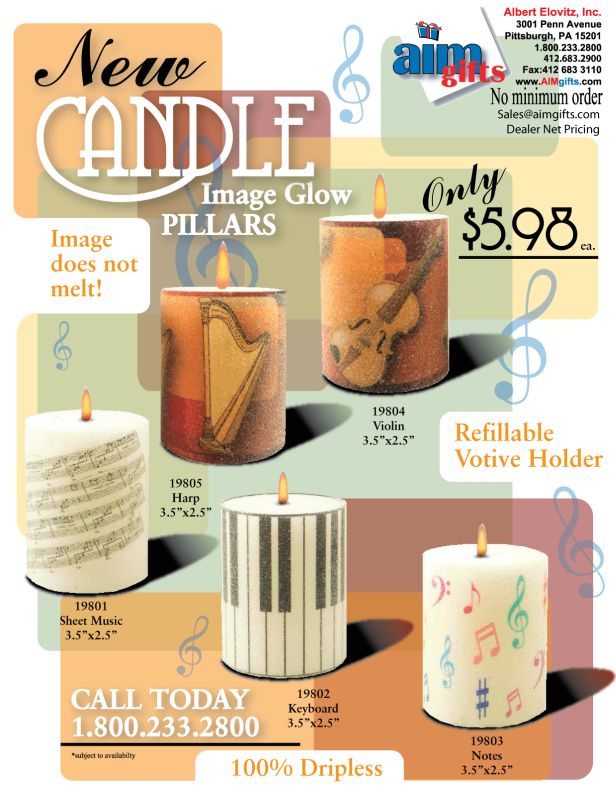 New
CANDLE
Image Glow
PILLARS
aim
gifts
Albert Elovitz, Inc.
3001 Penn Avenue
Pittsburgh, PA 15201
1.800.233.2800
412.683.2900
Fax:412 683 3110
www.AIMgifts.com
No minimum order
Sales@aimgifts.com
Dealer Net Pricing
Only
$5.98 ea.
Image
does not
melt!
19804
Violin
3.5”x2.5”
Refillable
Votive Holder
19805
Harp
3.5”x2.5”
19801
Sheet Music
3.5”x2.5”
19802
Keyboard
3.5”x2.5”
19803
Notes
3.5”x2.5”
CALL TODAY
1.800.233.2800
*subject to availabilty
100% Dripless